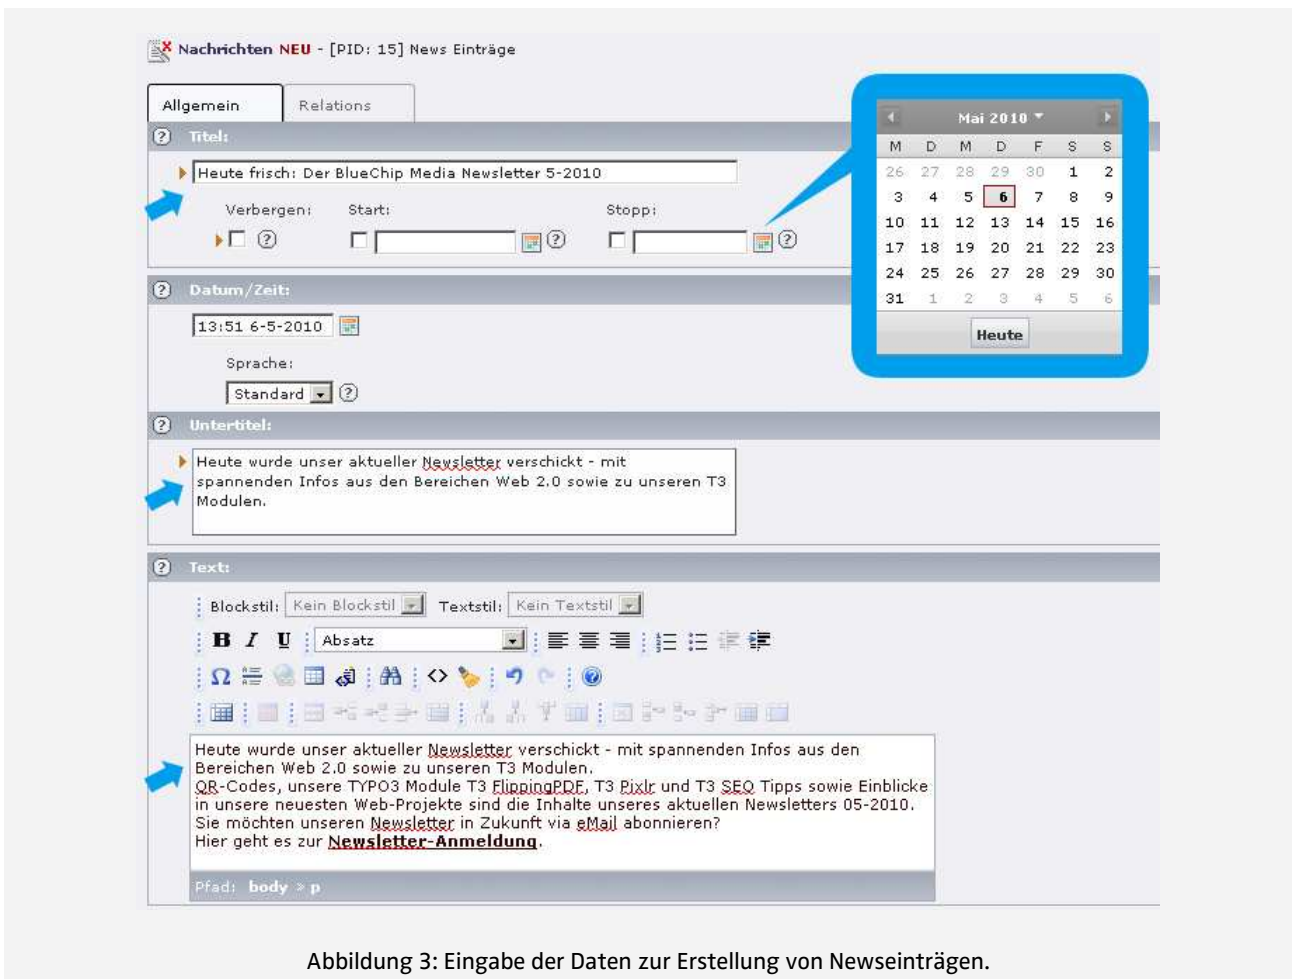 Nachrichten NEU - [PID: 15] News Einträge
Allgemein Relations
Titel:
Heute frisch: Der BlueChip Media Newsletter 5-2010
Verbergen: Start: Stopp:
Mai 2010
M D M D F S S
26 27 28 29 30 1 2
3 4 5 6 7 8 9
10 11 12 13 14 15 16
17 18 19 20 21 22 23
24 25 26 27 28 29 30
31 1 2 3 4 5 6
Heute
Datum/Zeit:
13:51 6-5-2010
Sprache:
Standard
Untertitel:
Heute wurde unser aktueller Newsletter verschickt - mit
spannenden Infos aus den Bereichen Web 2.0 sowie zu unseren T3
Modulen.
Text:
Blockstil: Kein Blockstil Textstil: Kein Textstil
B I U Absatz
Heute wurde unser aktueller Newsletter verschickt - mit spannenden Infos aus den
Bereichen Web 2.0 sowie zu unseren T3 Modulen.
QR-Codes, unsere TYPO3 Module T3 FlippingPDF, T3 Pixlr und T3 SEO Tipps sowie Einblicke
in unsere neuesten Web-Projekte sind die Inhalte unseres aktuellen Newsletters 05-2010.
Sie möchten unseren Newsletter in Zukunft via eMail abonnieren?
Hier geht es zur Newsletter-Anmeldung.
Pfad: body » p
Abbildung 3: Eingabe der Daten zur Erstellung von Newseinträgen.